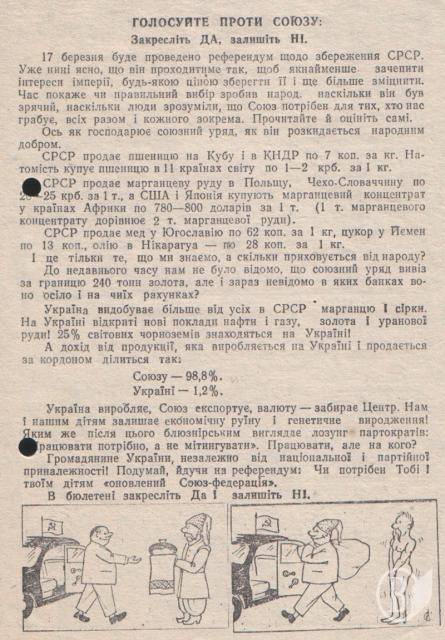 ГОЛОСУЙТЕ ПРОТИ СОЮЗУ:
Закресліть ДА, залишіть НІ.
17 березня буде проведено референдум щодо збереження СРСР.
Уже нині ясно, що він проходитиме так, щоб якнайменше зачепити
інтереси імперії, будь-якою ціною зберегти її і ще більше зміцнити.
Час покаже чи правильний вибір зробив народ. наскільки він був
зрячий, наскільки люди зрозуміли, що Союз потрібен для тих, хто нас
грабує, всіх разом і кожного зокрема. Прочитайте й оцініть самі.
Ось як господарює союзний уряд, як він розкидається народним
добром.
СРСР продає пшеницю на Кубу і в КНДР по 7 коп. за кг. На-
томість купує пшеницю в 11 країнах світу по 1—2 крб. за 1 кг.
СРСР продає марганцеву руду в Польщу, Чехо-Словаччину по
—25 крб. за 1 т., а США і Японія купують марганцевий концентрат
у країнах Африки по 780—800 доларів за 1 т. (1 т. марганцевого
концентрату дорівнює 2 т. марганцевої руди).
СРСР продає мед у Югославію по 62 коп. за 1 кг, цукор у Йемен
по 13 коп., олію в Нікарагуа — по 28 коп. за 1 кг.
І це тільки те, що ми знаємо, а скільки приховується від народу?
До недавнього часу нам не було відомо, що союзний уряд вивіз
за границю 240 тонн золота, але і зараз невідомо в яких банках во-
но осіло і на чиїх рахунках?
Україна видобуває більше від усіх в СРСР марганцю і сірки.
На Україні відкриті нові поклади нафти і газу, золота і уранової
руди! 25% світових чорноземів знаходяться на Україні!
А дохід від продукції, яка виробляється на Україні і продається
за кордоном ділиться так:
Союзу — 98,8%.
Україні — 1,2%.
Україна виробляє, Союз експортує, валюту — забирає Центр. Нам
і нашим дітям залишає економічну руїну і генетичне виродження!
Яким же після цього блюзнірським виглядає лозунг партократів:
працювати потрібно, а не мітингувати». Працювати, але на кого?
Громадянине України, незалежно від національної і партійної
приналежності! Подумай, йдучи на референдум: Чи потрібен Тобі і
твоїм дітям «оновлений Союз-федерація».
В бюлетені закресліть Да і залишіть НІ.